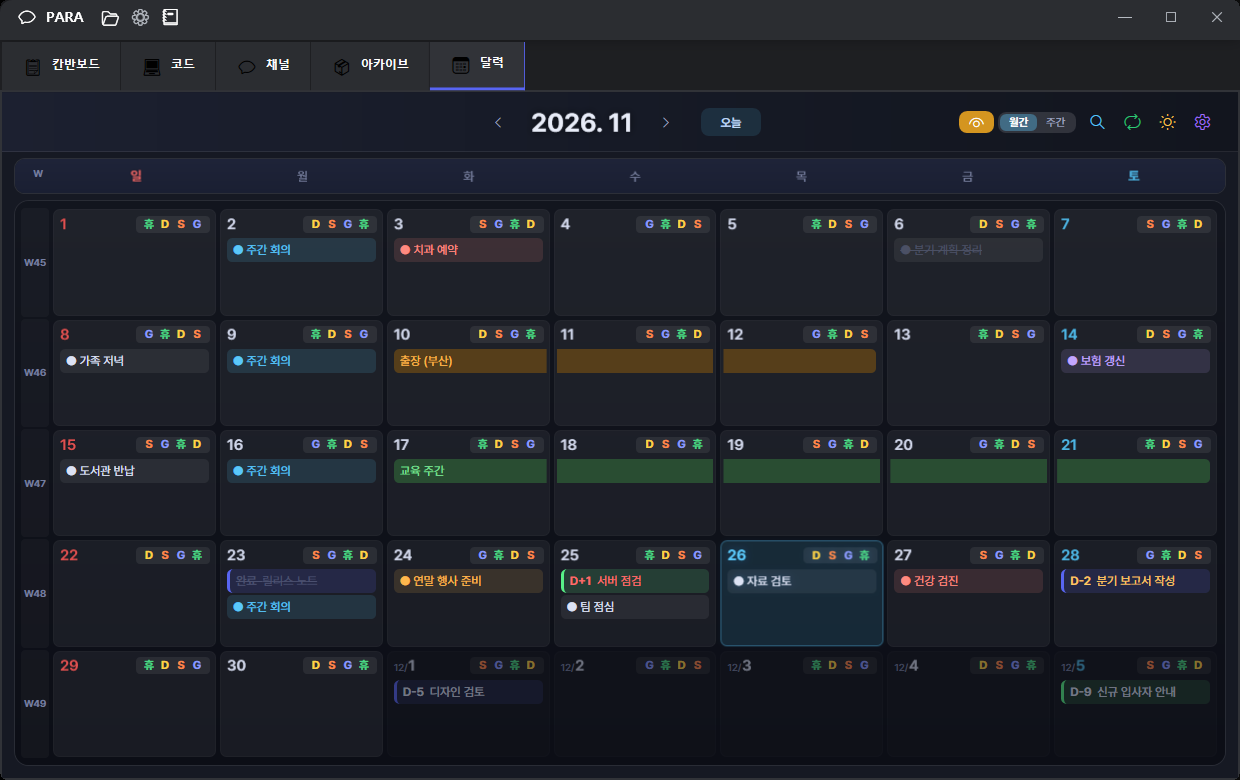 PARA
칸반보드 코드 채널 아카이브 달력
2026. 11 오늘 월간 주간
W 일 월 화 수 목 금 토
W45
1 휴 D S G
2 D S G 휴
주간 회의
3 S G 휴 D
치과 예약
4 G 휴 D S
5 휴 D S G
6 D S G 휴
분기 계획 정리
7 S G 휴 D
W46
8 G 휴 D S
가족 저녁
9 휴 D S G
주간 회의
10 D S G 휴
출장 (부산)
11 S G 휴 D
12 G 휴 D S
13 휴 D S G
14 D S G 휴
보험 갱신
W47
15 S G 휴 D
도서관 반납
16 G 휴 D S
주간 회의
17 휴 D S G
교육 주간
18 D S G 휴
19 S G 휴 D
20 G 휴 D S
21 휴 D S G
W48
22 D S G 휴
23 S G 휴 D
완료 릴리스 노트
주간 회의
24 G 휴 D S
연말 행사 준비
25 휴 D S G
D+1 서버 점검
팀 점심
26 D S G 휴
자료 검토
27 S G 휴 D
건강 검진
28 G 휴 D S
D-2 분기 보고서 작성
W49
29 휴 D S G
30 D S G 휴
12/1 S G 휴 D
D-5 디자인 검토
12/2 G 휴 D S
12/3 휴 D S G
12/4 D S G 휴
12/5 S G 휴 D
D-9 신규 입사자 안내